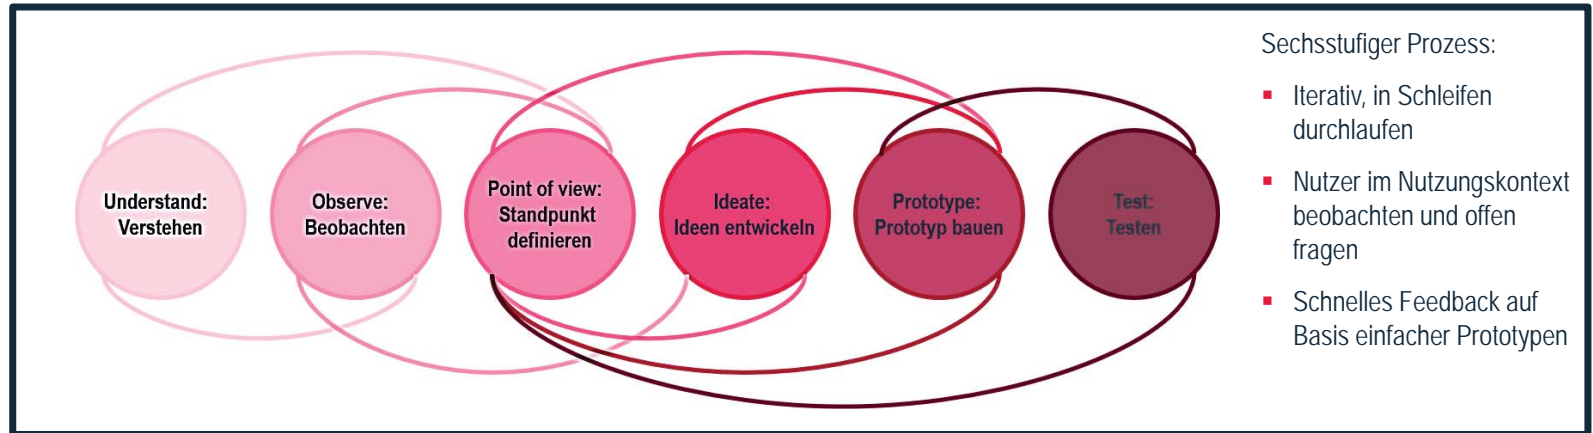 Understand:
Verstehen
Observe:
Beobachten
Point of view:
Standpunkt
definieren
Ideate:
Ideen entwickeln
Prototype:
Prototyp bauen
Test:
Testen
Sechsstufiger Prozess:
▪ Iterativ, in Schleifen
durchlaufen
▪ Nutzer im Nutzungskontext
beobachten und offen
fragen
▪ Schnelles Feedback auf
Basis einfacher Prototypen